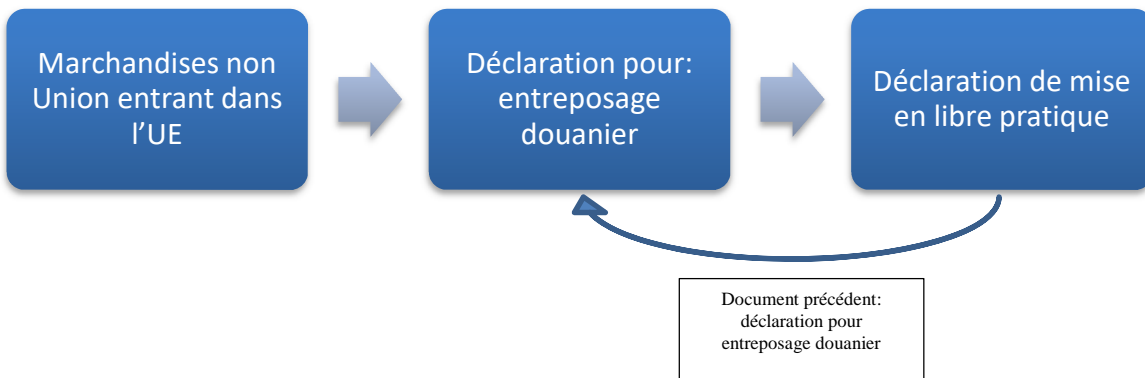 Marchandises non
Union entrant dans
l’UE
Déclaration pour:
entreposage
douanier
Déclaration de mise
en libre pratique
Document précédent:
déclaration pour
entreposage douanier